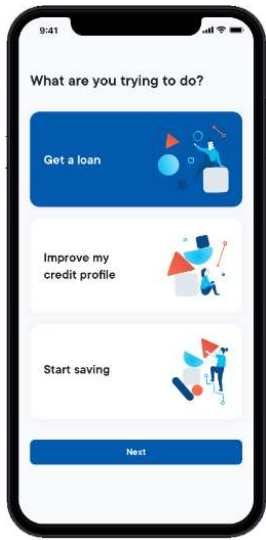 9:41
What are you trying to do?
Get a loan
Improve my
credit profile
Start saving
Next